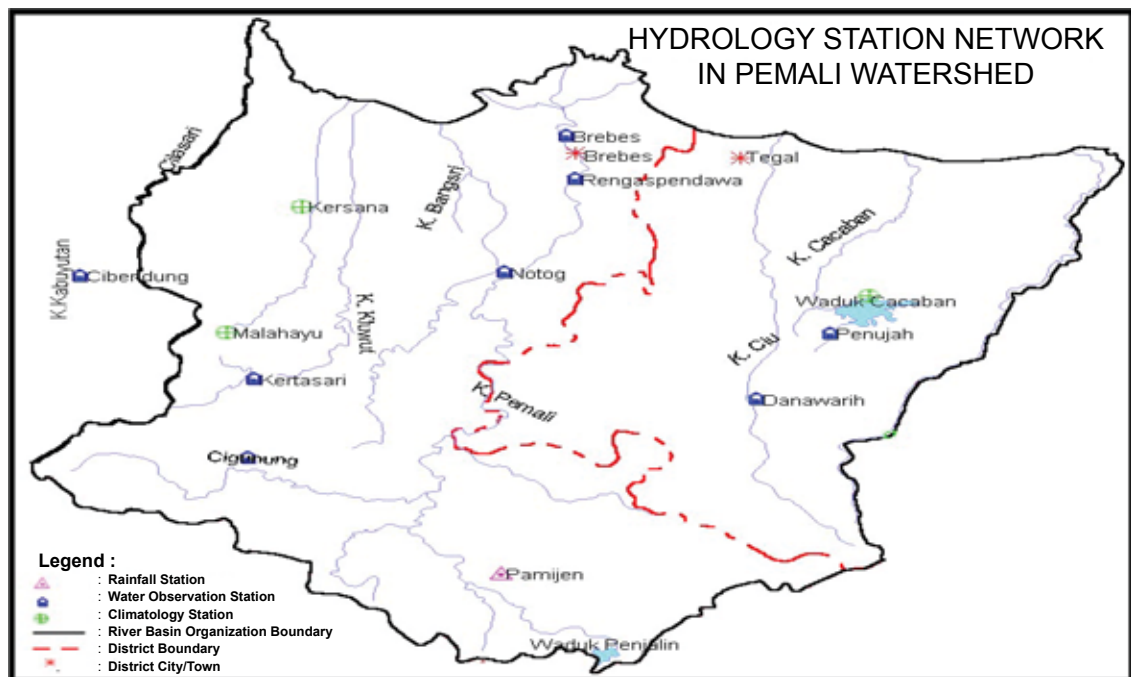 HYDROLOGY STATION NETWORK
IN PEMALI WATERSHED
Brebes
Brebes
Tegal
Rengaspendawa
Cilasari
Kersana
K. Bangsri
K. Cacaban
K.Kabuyutan
Ciberdung
Notog
Waduk Cacaban
K. Kluwut
Malahayu
Penujah
K. Clu
Kertasari
K. Pemali
Danawarih
Cigunung
Pamijen
Waduk Penjalin
Legend :
: Rainfall Station
: Water Observation Station
: Climatology Station
: River Basin Organization Boundary
: District Boundary
: District City/Town